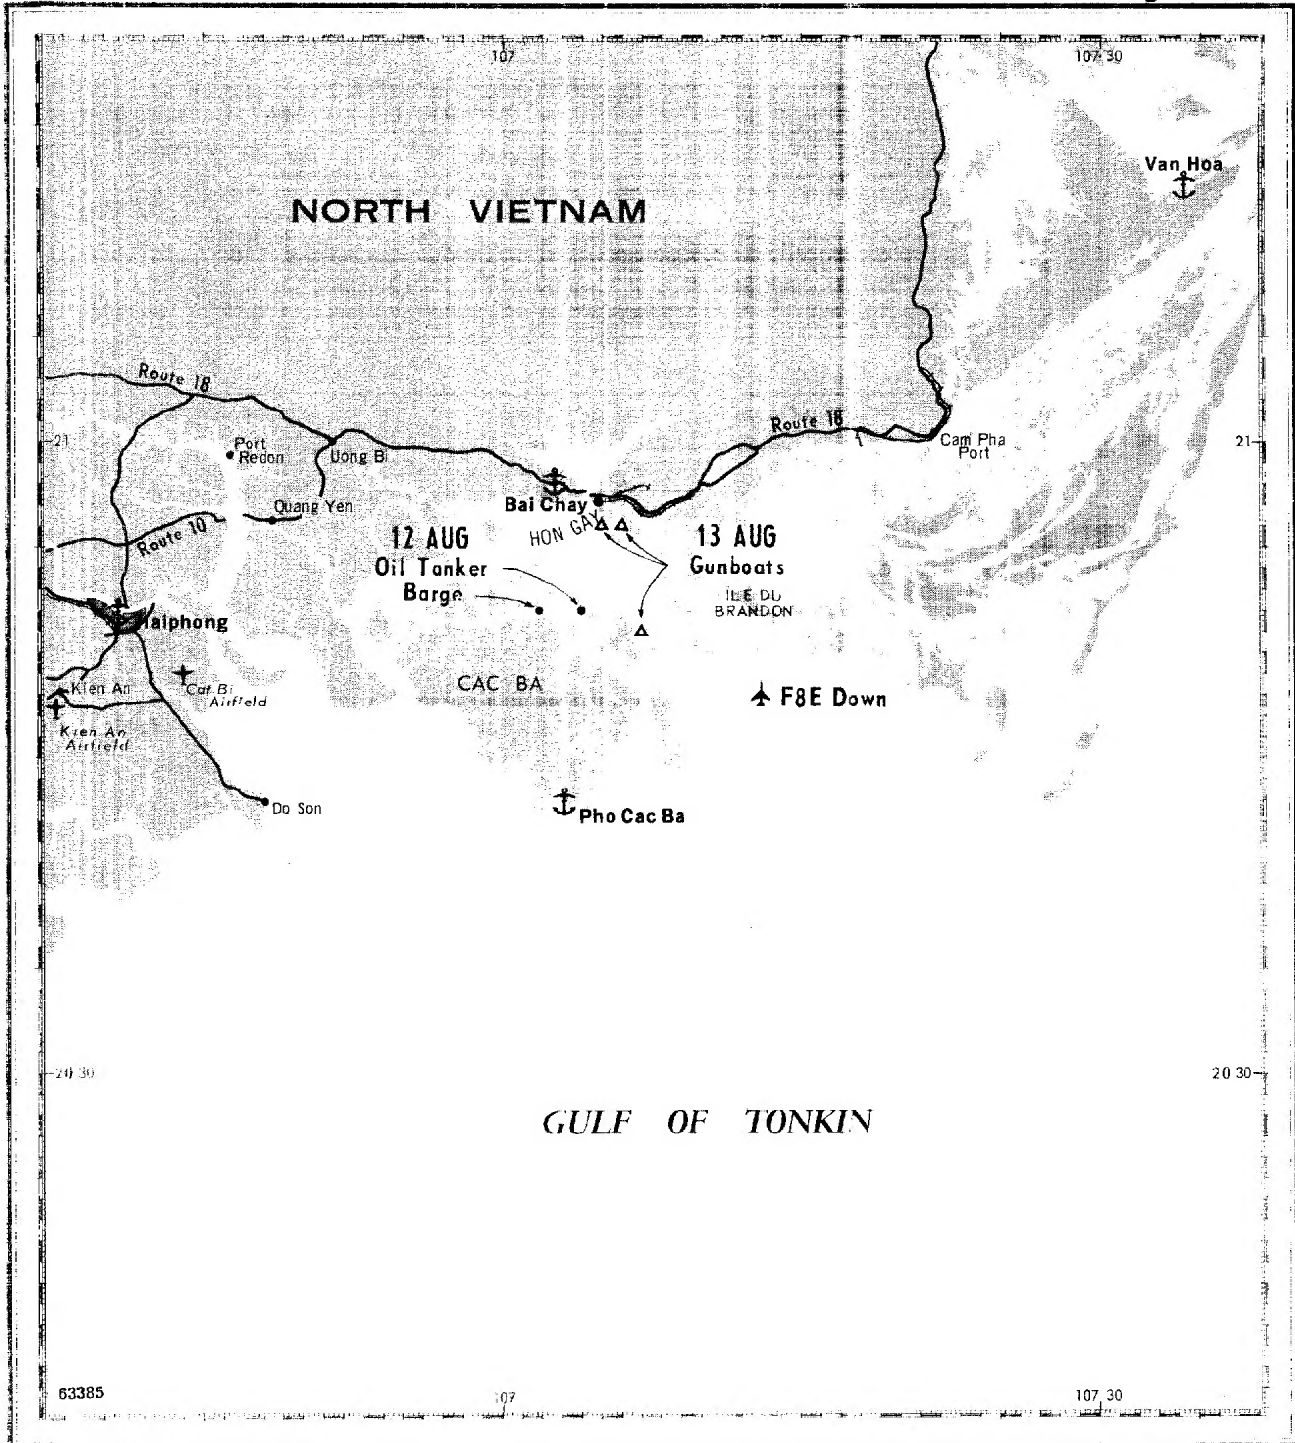 107
107 30
Van Hoa
NORTH VIETNAM
Route 18
Route 18
21
Port
Redon
Uong Bi
Cam Pha
Port
21
Quang Yen
Bai Chay
HON GAY
Route 10
12 AUG
Oil Tanker
Barge
13 AUG
Gunboats
ÎLE DU
BRANDON
Haiphong
Kien An
Cat Bi
Airfield
CAC BA
F8E Down
Kien An
Airfield
Do Son
Pho Cac Ba
20 30
20 30
GULF OF TONKIN
63385
107
107 30